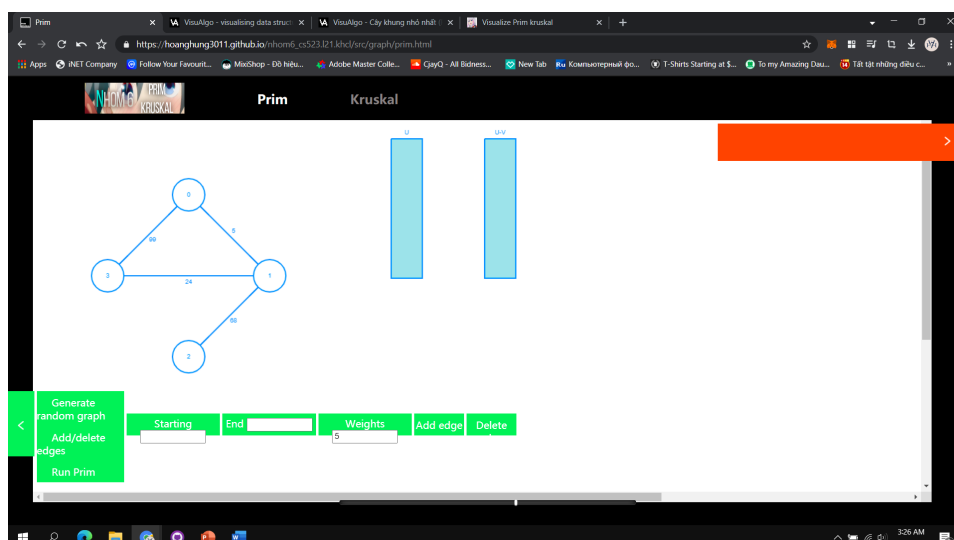 Prim
VisuAlgo - visualising data struct
VisuAlgo - Cây khung nhỏ nhất (
Visualize Prim kruskal
https://hoanghung3011.github.io/nhom6_cs523.l21.khcl/src/graph/prim.html
Apps
iNET Company
Follow Your Favourit...
MixiShop - Đồ hiệu...
Adobe Master Colle...
CjayQ - All Bidness...
New Tab
Ru Компьютерный фо...
T-Shirts Starting at $...
To my Amazing Dau...
Tất tật những điều c...
»
NHÓM 6
PRIM
KRUSKAL
Prim
Kruskal
U
U-V
0
5
99
3
24
1
68
2
Generate
random graph
Add/delete
edges
Run Prim
Starting
End
Weights
5
Add edge
Delete
3:26 AM